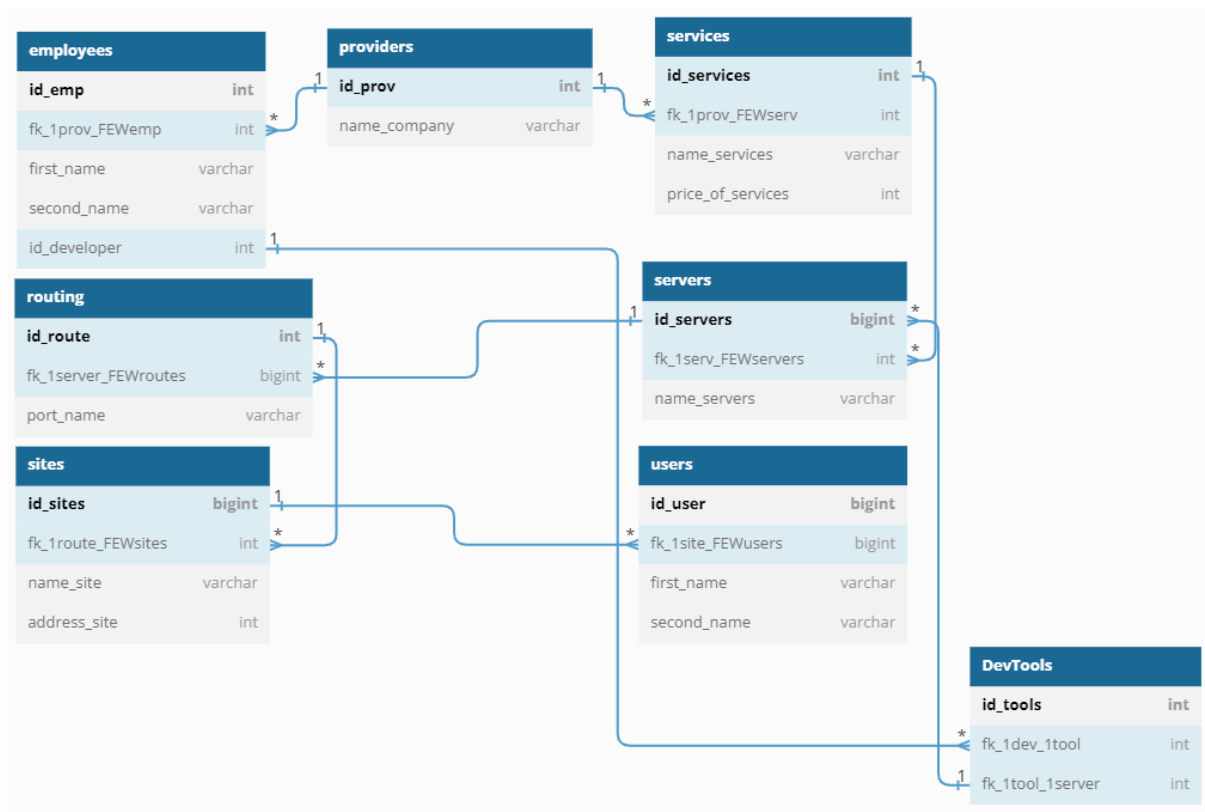 employees
id_emp int
fk_1prov_FEWemp int
first_name varchar
second_name varchar
id_developer int
1
*
providers
id_prov int
name_company varchar
1
1
services
id_services int
fk_1prov_FEWserv int
name_services varchar
price_of_services int
1
*
routing
id_route int
fk_1server_FEWroutes bigint
port_name varchar
1
*
servers
id_servers bigint
fk_1serv_FEWservers int
name_servers varchar
1
*
*
sites
id_sites bigint
fk_1route_FEWsites int
name_site varchar
address_site int
1
*
users
id_user bigint
fk_1site_FEWusers bigint
first_name varchar
second_name varchar
*
DevTools
id_tools int
fk_1dev_1tool int
fk_1tool_1server int
*
1